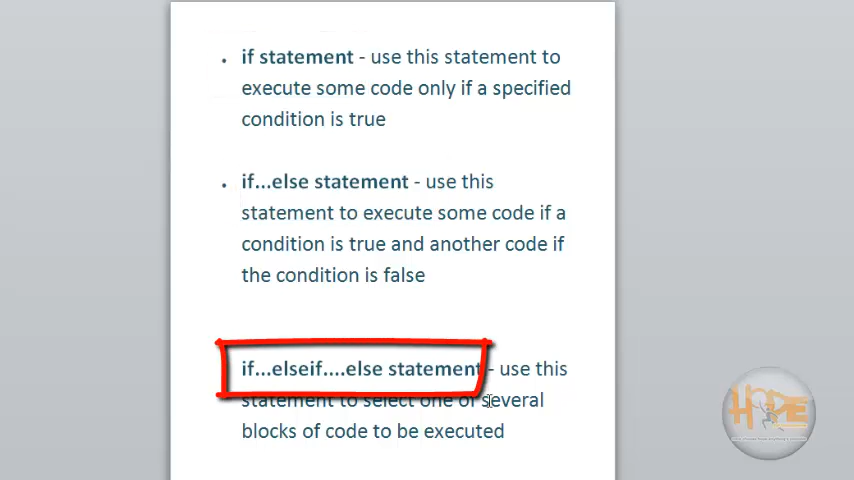 • if statement - use this statement to
execute some code only if a specified
condition is true
• if...else statement - use this
statement to execute some code if a
condition is true and another code if
the condition is false
if...elseif....else statement - use this
statement to select one of several
blocks of code to be executed
HOPE